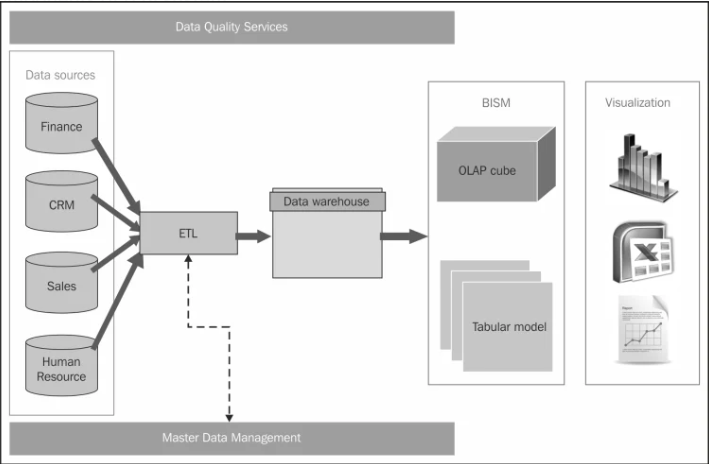 Data Quality Services
Data sources
Finance
CRM
Sales
Human
Resource
ETL
Data warehouse
BISM
OLAP cube
Tabular model
Visualization
Master Data Management